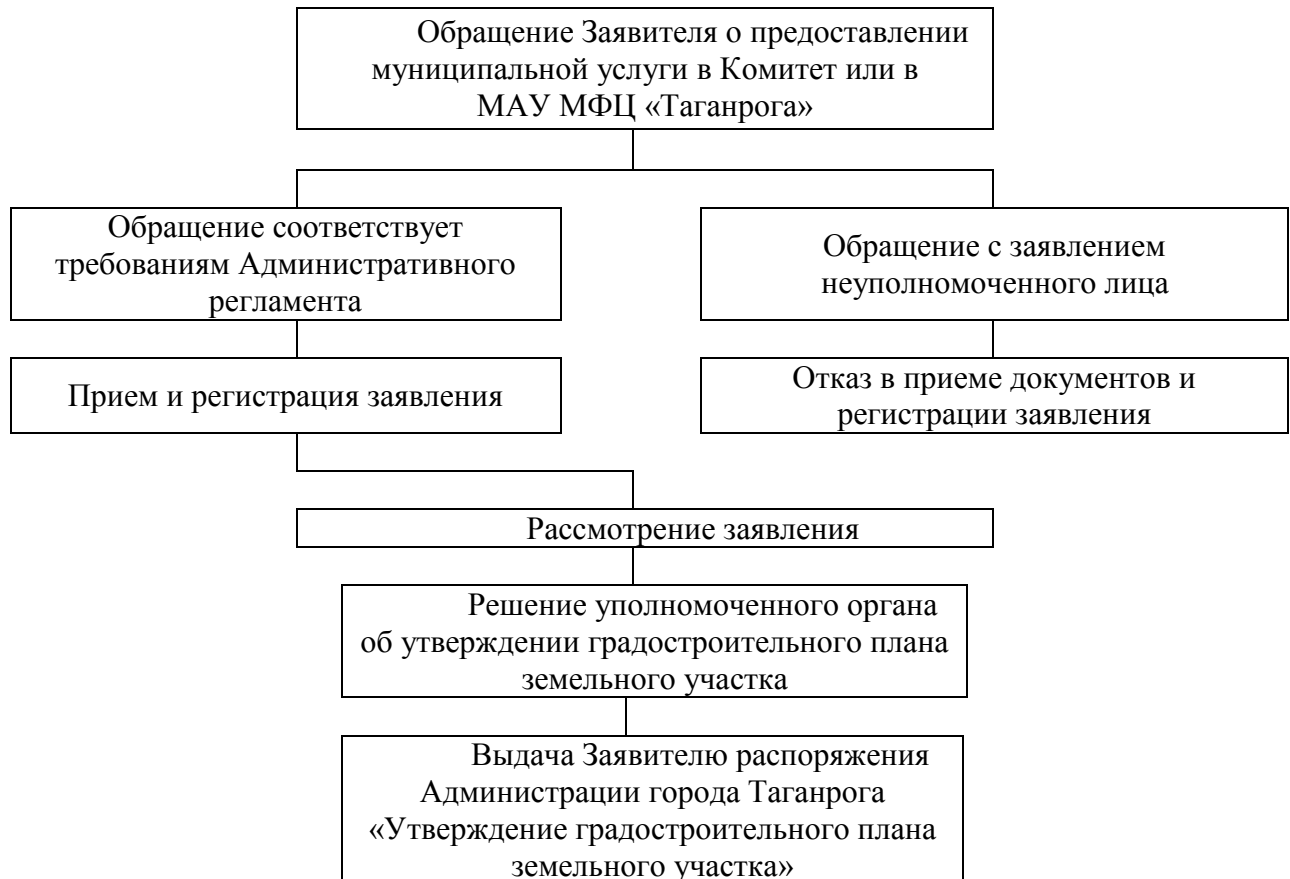 Обращение Заявителя о предоставлении
муниципальной услуги в Комитет или в
МАУ МФЦ «Таганрога»
Обращение соответствует
требованиям Административного
регламента
Обращение с заявлением
неуполномоченного лица
Прием и регистрация заявления
Отказ в приеме документов и
регистрации заявления
Рассмотрение заявления
Решение уполномоченного органа
об утверждении градостроительного плана
земельного участка
Выдача Заявителю распоряжения
Администрации города Таганрога
«Утверждение градостроительного плана
земельного участка»